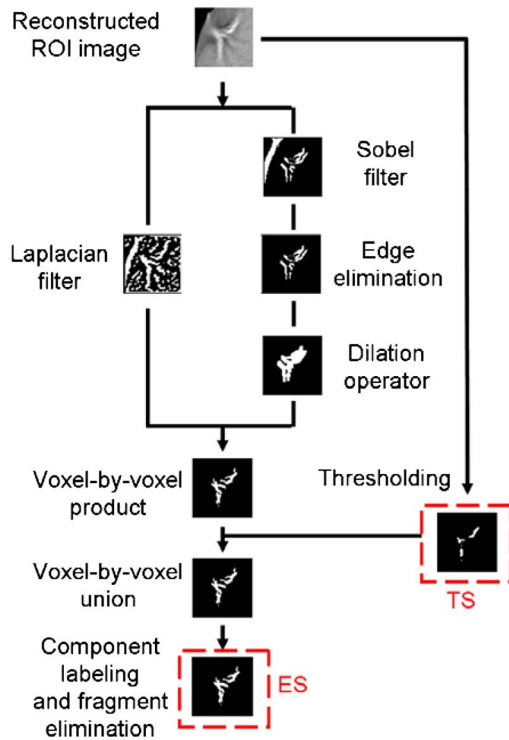 Reconstructed
ROI image
Sobel
filter
Laplacian
filter
Edge
elimination
Dilation
operator
Voxel-by-voxel
product
Thresholding
TS
Voxel-by-voxel
union
Component
labeling
and fragment
elimination
ES